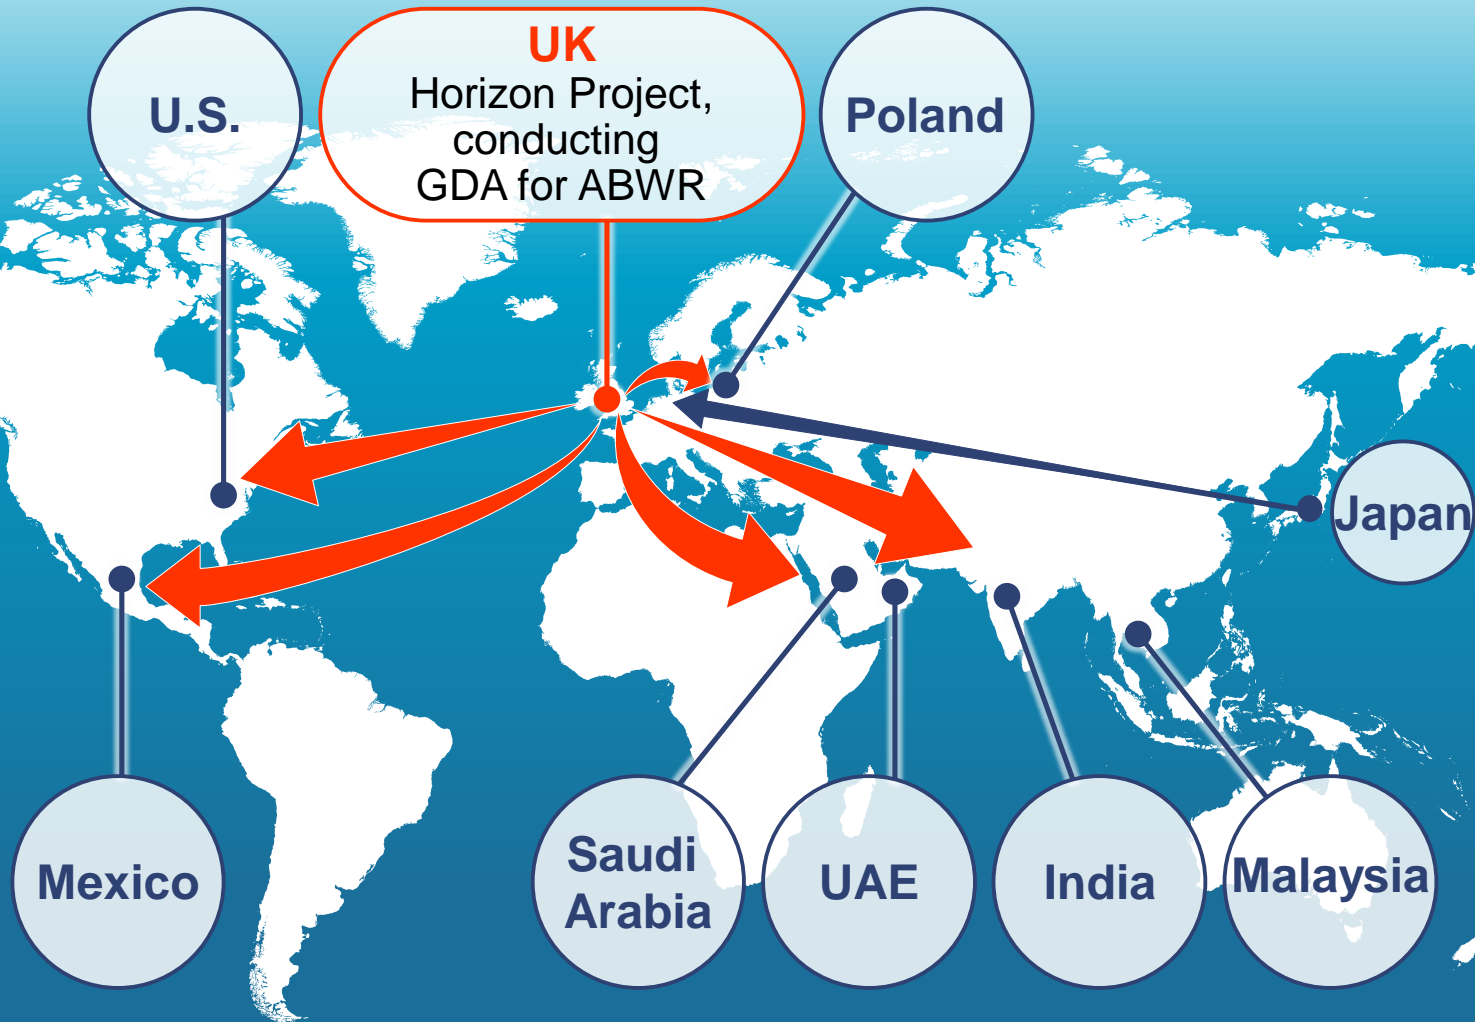 U.S.
UK
Horizon Project,
conducting
GDA for ABWR
Poland
Japan
Mexico
Saudi
Arabia
UAE
India
Malaysia